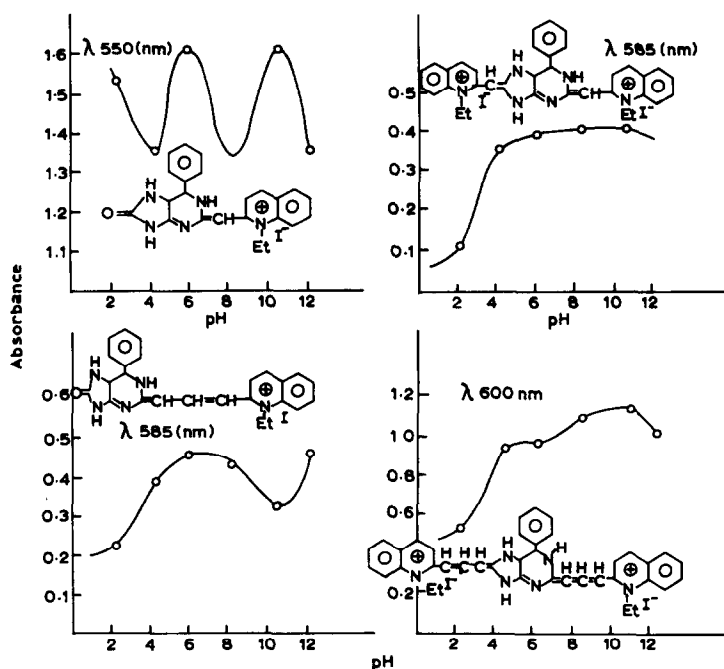 Absorbance
λ 550 (nm)
1·6
1·5
1·4
1·3
1·2
1·1
H
N
NH
O
N
H
N
CH
⊕
N
Et I⁻
2 4 6 8 10 12
pH
λ 585 (nm)
0·5
0·4
0·3
0·2
0·1
⊕
N
Et I⁻
H
C
H
N
NH
N
H
N
CH
⊕
N
Et I⁻
2 4 6 8 10 12
pH
0·6
0·5
0·4
0·3
0·2
0·1
O
H
N
NH
N
H
N
CH-CH=CH
⊕
N
Et I
λ 585 (nm)
2 4 6 8 10 12
pH
λ 600 nm
1·2
1·0
0·8
0·6
0·2
⊕
N
Et I⁻
H H H
C C C
H
N
N
H
N
H
N
H H H
C C C
⊕
N
Et I⁻
2 4 6 8 10 12
pH